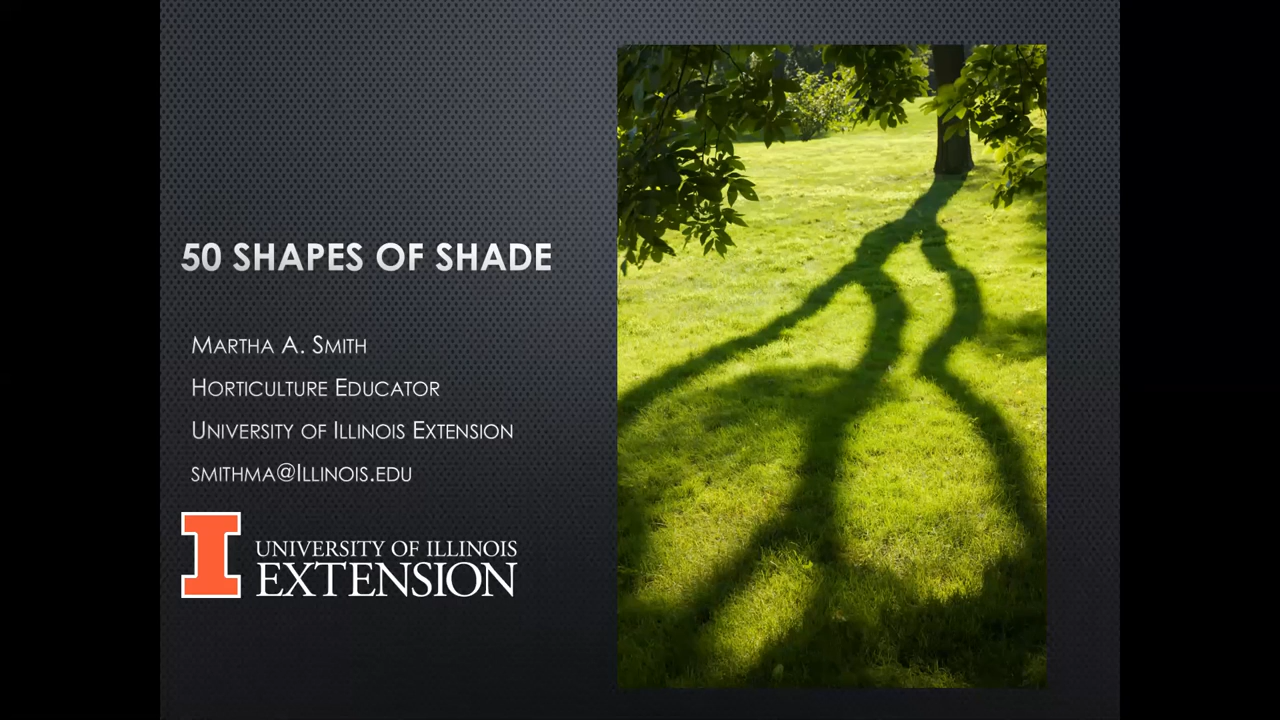 50 SHAPES OF SHADE
MARTHA A. SMITH
HORTICULTURE EDUCATOR
UNIVERSITY OF ILLINOIS EXTENSION
SMITHMA@ILLINOIS.EDU
I
UNIVERSITY OF ILLINOIS
EXTENSION